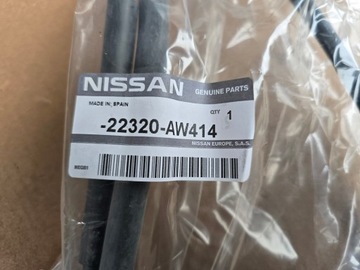 NISSAN GENUINE PARTS
MADE IN; SPAIN
QTY
-22320-AW414 1
NISSAN EUROPE, S.A.S.